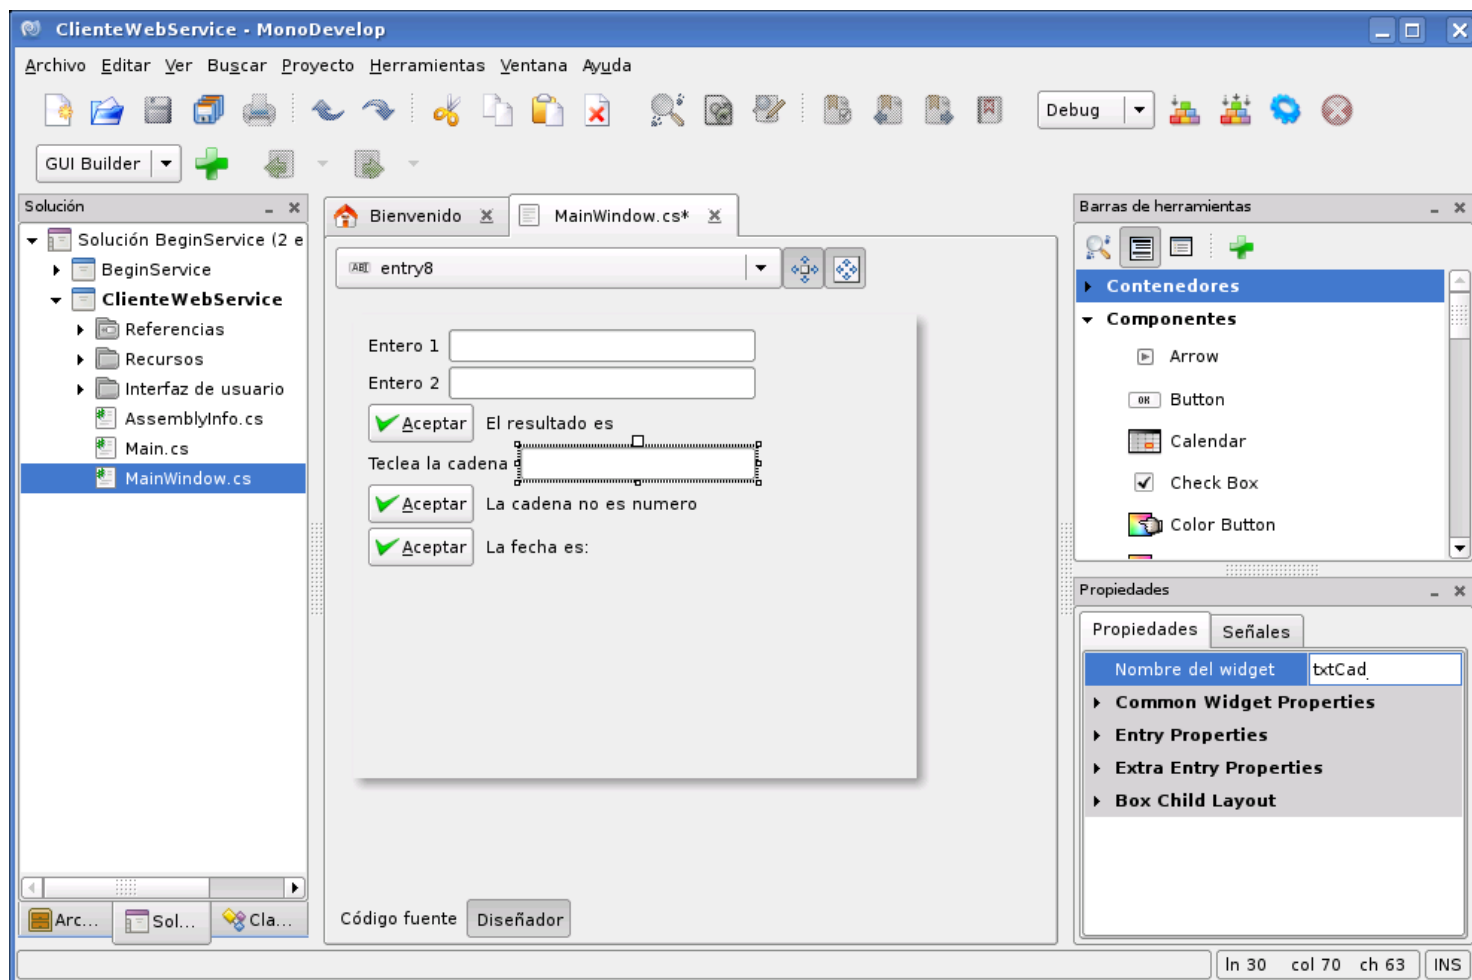 ClienteWebService - MonoDevelop
Archivo Editar Ver Buscar Proyecto Herramientas Ventana Ayuda
Debug
GUI Builder
Solución
Solución BeginService (2 e
BeginService
ClienteWebService
Referencias
Recursos
Interfaz de usuario
AssemblyInfo.cs
Main.cs
MainWindow.cs
Arc... Sol... Cla...
Bienvenido MainWindow.cs*
entry8
Entero 1
Entero 2
Aceptar El resultado es
Teclea la cadena
Aceptar La cadena no es numero
Aceptar La fecha es:
Código fuente Diseñador
Barras de herramientas
Contenedores
Componentes
Arrow
OK Button
Calendar
Check Box
Color Button
Propiedades
Propiedades Señales
Nombre del widget txtCad
Common Widget Properties
Entry Properties
Extra Entry Properties
Box Child Layout
ln 30 col 70 ch 63 INS